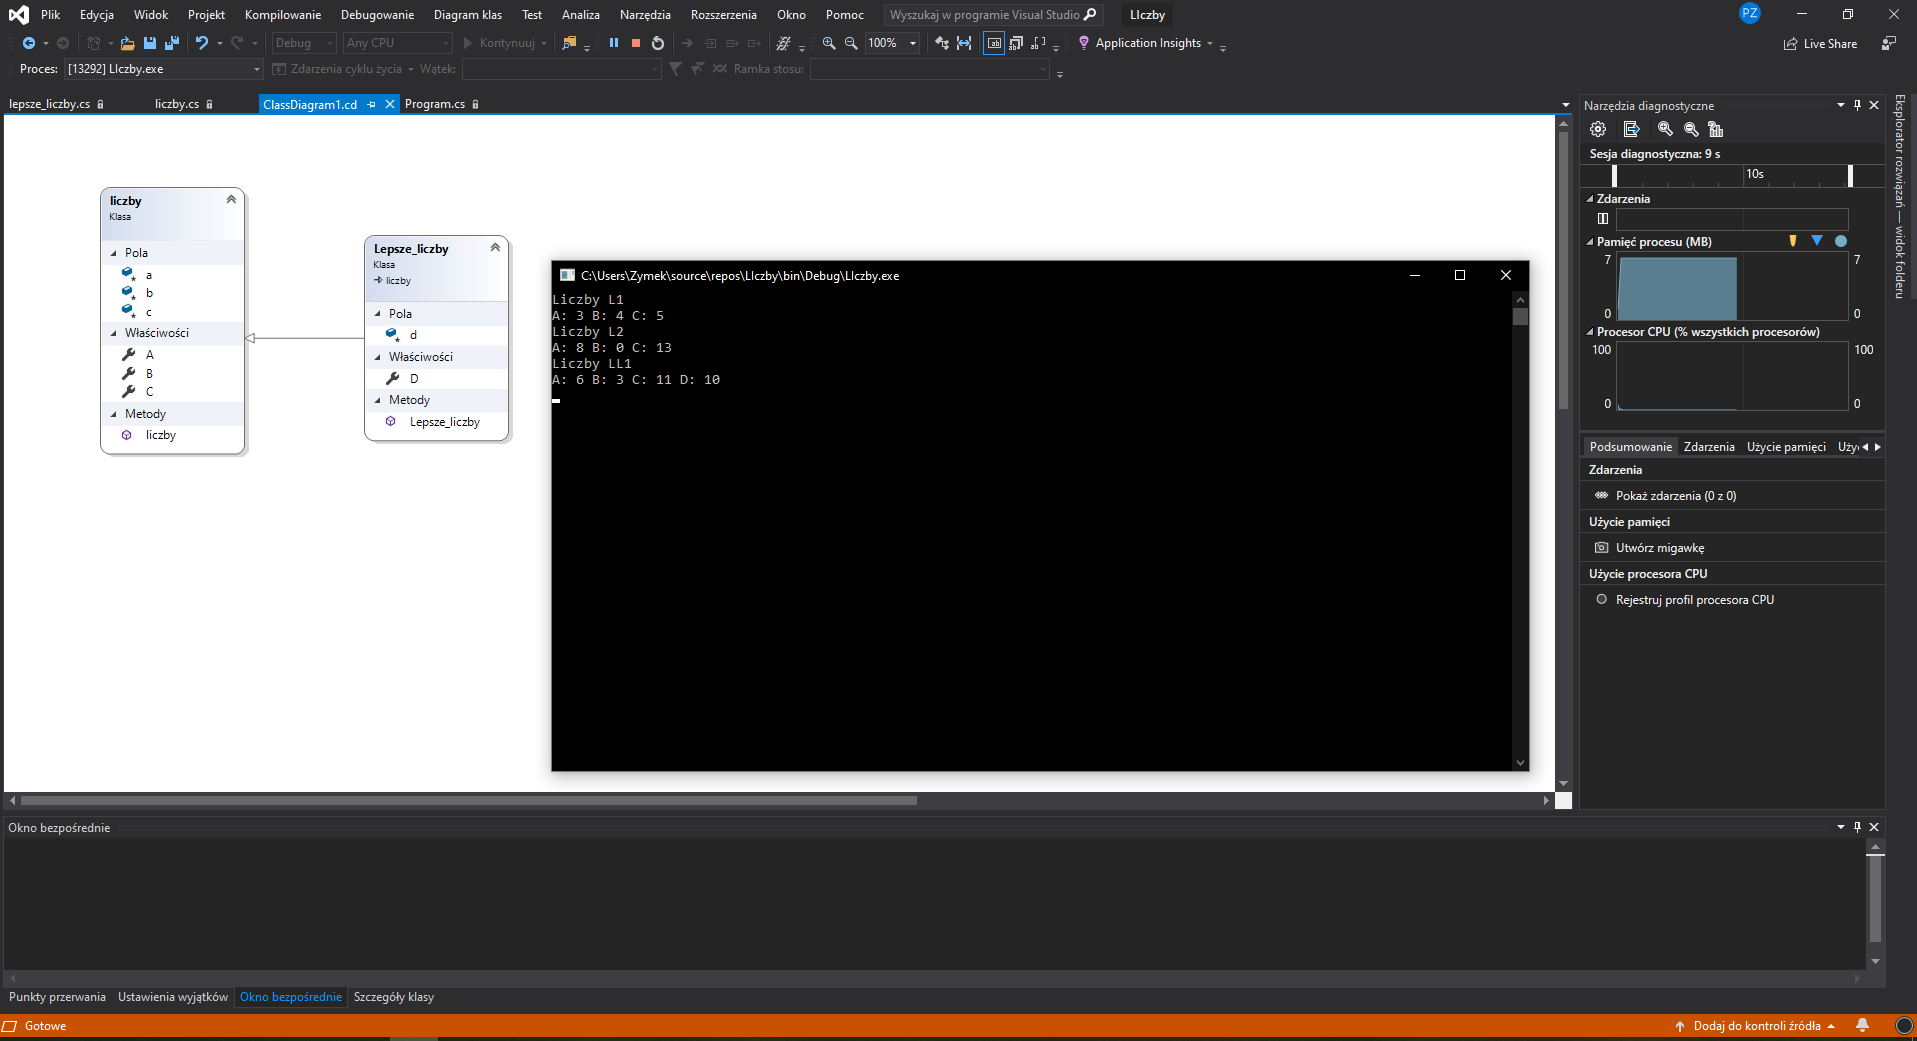 Plik Edycja Widok Projekt Kompilowanie Debugowanie Diagram klas Test Analiza Narzędzia Rozszerzenia Okno Pomoc Wyszukaj w programie Visual Studio LIczby PZ
Debug Any CPU Kontynuuj 100% Application Insights Live Share
Proces: [13292] LIczby.exe Zdarzenia cyklu życia Wątek: Ramka stosu:
lepsze_liczby.cs liczby.cs ClassDiagram1.cd Program.cs
liczby
Klasa
Pola
a
b
c
Właściwości
A
B
C
Metody
liczby
Lepsze_liczby
Klasa
liczby
Pola
d
Właściwości
D
Metody
Lepsze_liczby
C:\Users\Zymek\source\repos\LIczby\bin\Debug\LIczby.exe
Liczby L1
A: 3 B: 4 C: 5
Liczby L2
A: 8 B: 0 C: 13
Liczby LL1
A: 6 B: 3 C: 11 D: 10
Narzędzia diagnostyczne
Sesja diagnostyczna: 9 s
10s
Zdarzenia
Pamięć procesu (MB)
7 7
0 0
Procesor CPU (% wszystkich procesorów)
100 100
0 0
Podsumowanie Zdarzenia Użycie pamięci Uży
Zdarzenia
Pokaż zdarzenia (0 z 0)
Użycie pamięci
Utwórz migawkę
Użycie procesora CPU
Rejestruj profil procesora CPU
Eksplorator rozwiązań — widok folderu
Okno bezpośrednie
Punkty przerwania Ustawienia wyjątków Okno bezpośrednie Szczegóły klasy
Gotowe Dodaj do kontroli źródła